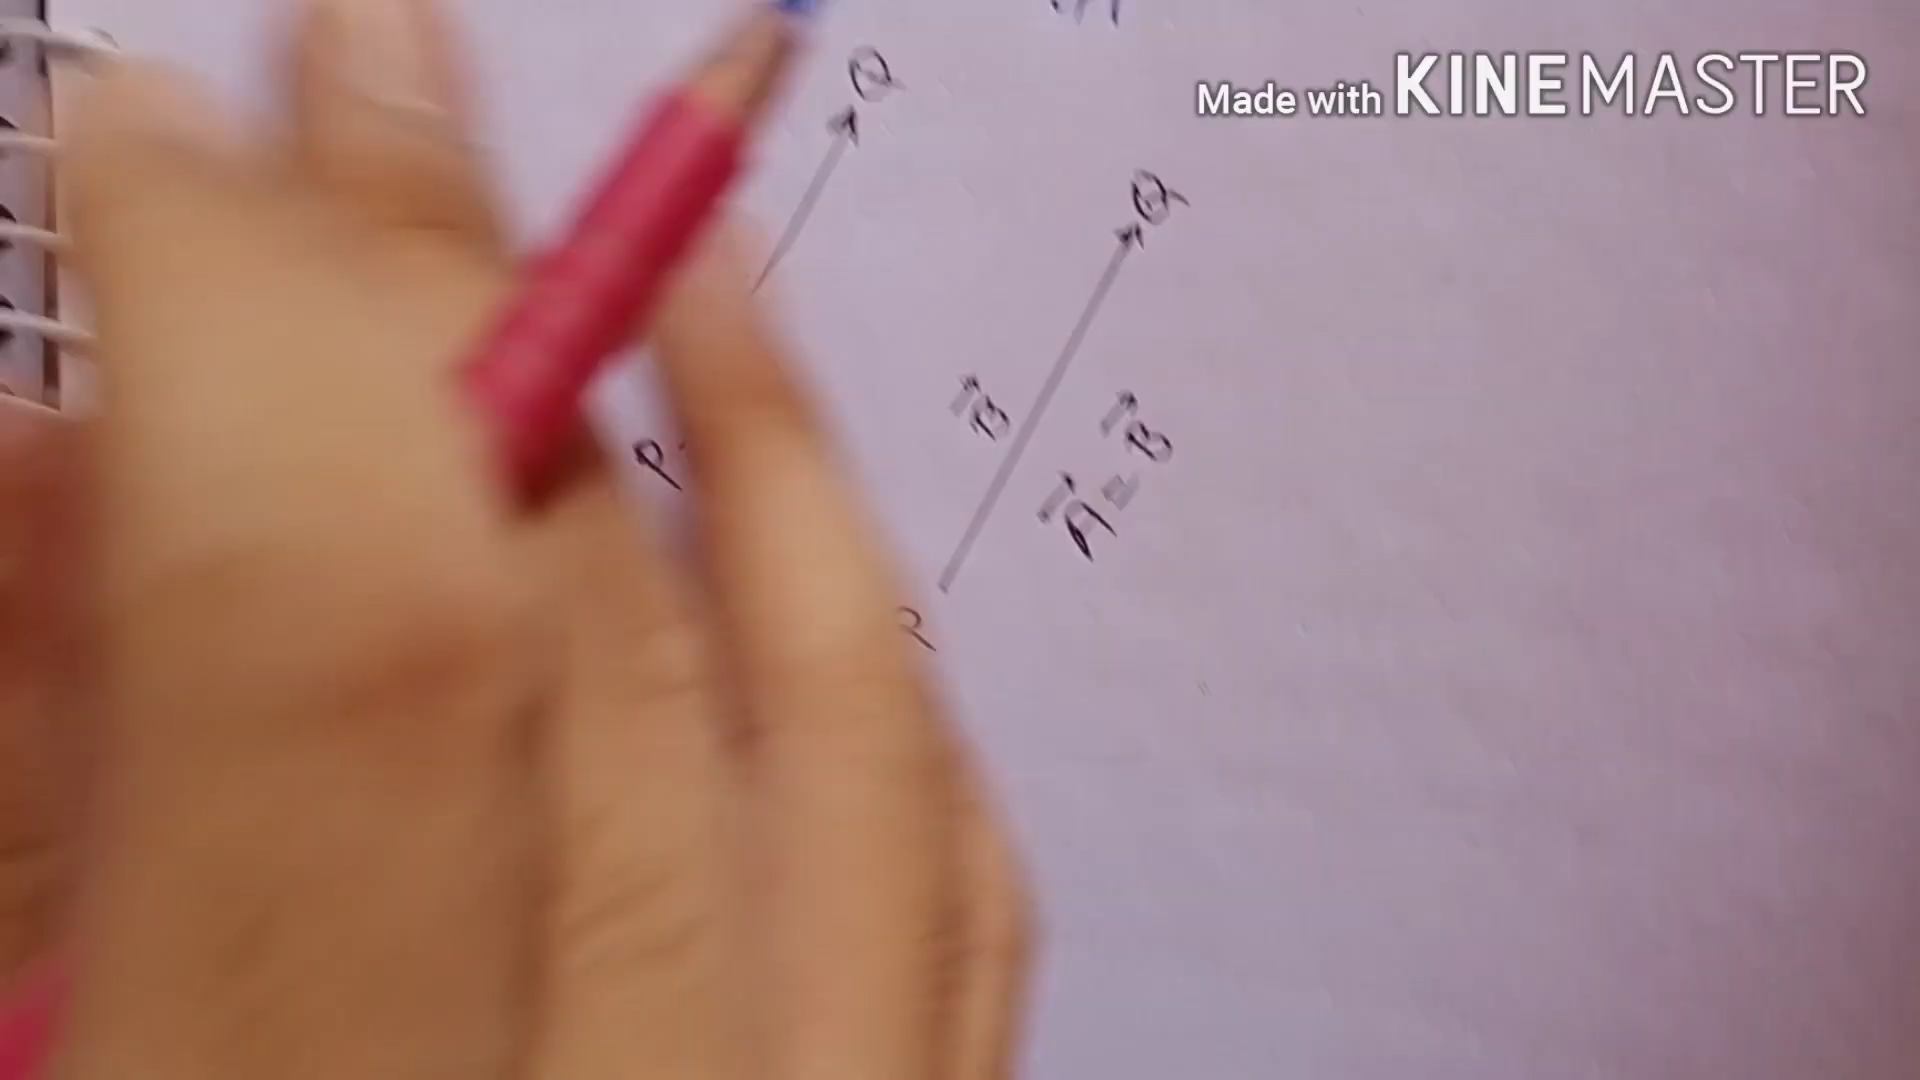 Made with KINEMASTER
Q
Q
P
B⃗
A⃗ = B⃗
P